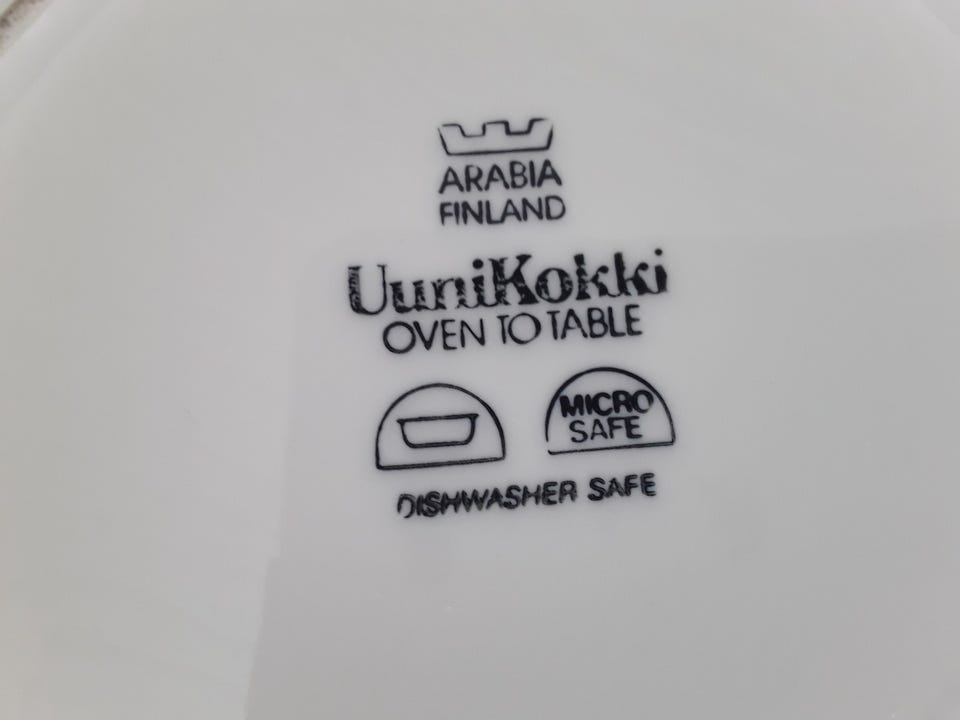 ARABIA
FINLAND
UuniKokki
OVEN TO TABLE
MICRO
SAFE
DISHWASHER SAFE